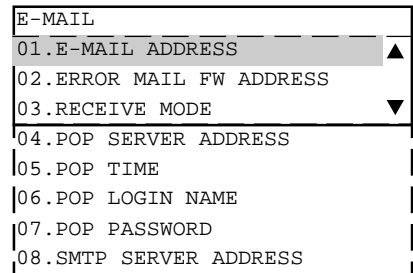 E-MAIL
01.E-MAIL ADDRESS
02.ERROR MAIL FW ADDRESS
03.RECEIVE MODE
04.POP SERVER ADDRESS
05.POP TIME
06.POP LOGIN NAME
07.POP PASSWORD
08.SMTP SERVER ADDRESS